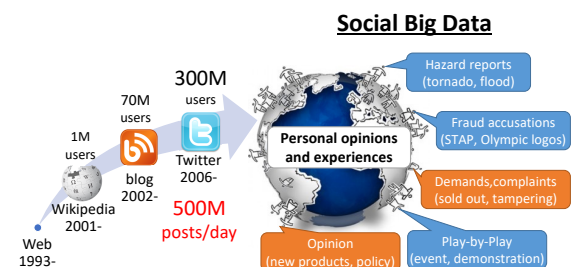 Social Big Data
300M
users
70M
users
1M
users
Web
1993-
Wikipedia
2001-
blog
2002-
Twitter
2006-
500M
posts/day
Personal opinions
and experiences
Hazard reports
(tornado, flood)
Fraud accusations
(STAP, Olympic logos)
Demands,complaints
(sold out, tampering)
Opinion
(new products, policy)
Play-by-Play
(event, demonstration)